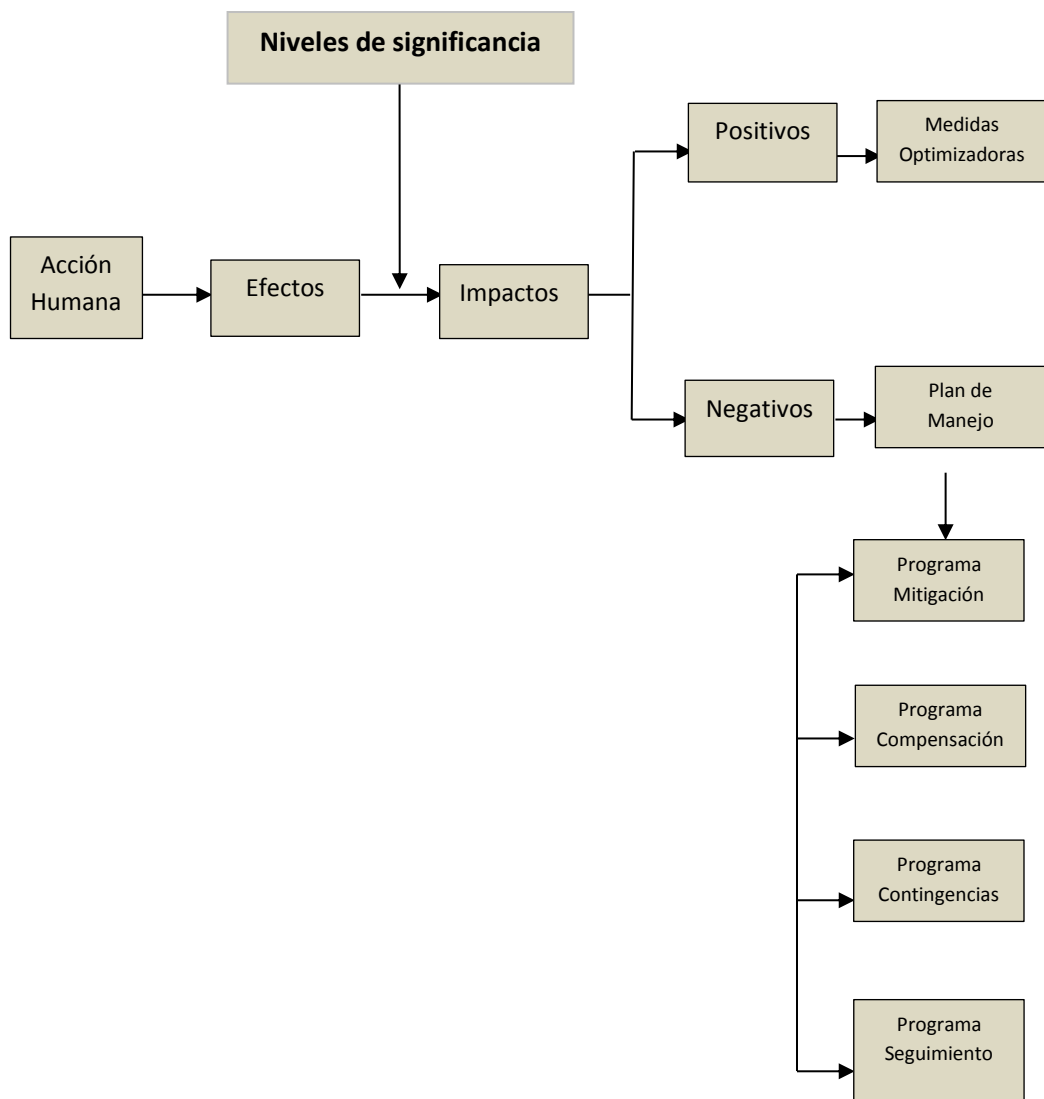 Niveles de significancia
Positivos
Medidas
Optimizadoras
Acción
Humana
Efectos
Impactos
Negativos
Plan de
Manejo
Programa
Mitigación
Programa
Compensación
Programa
Contingencias
Programa
Seguimiento